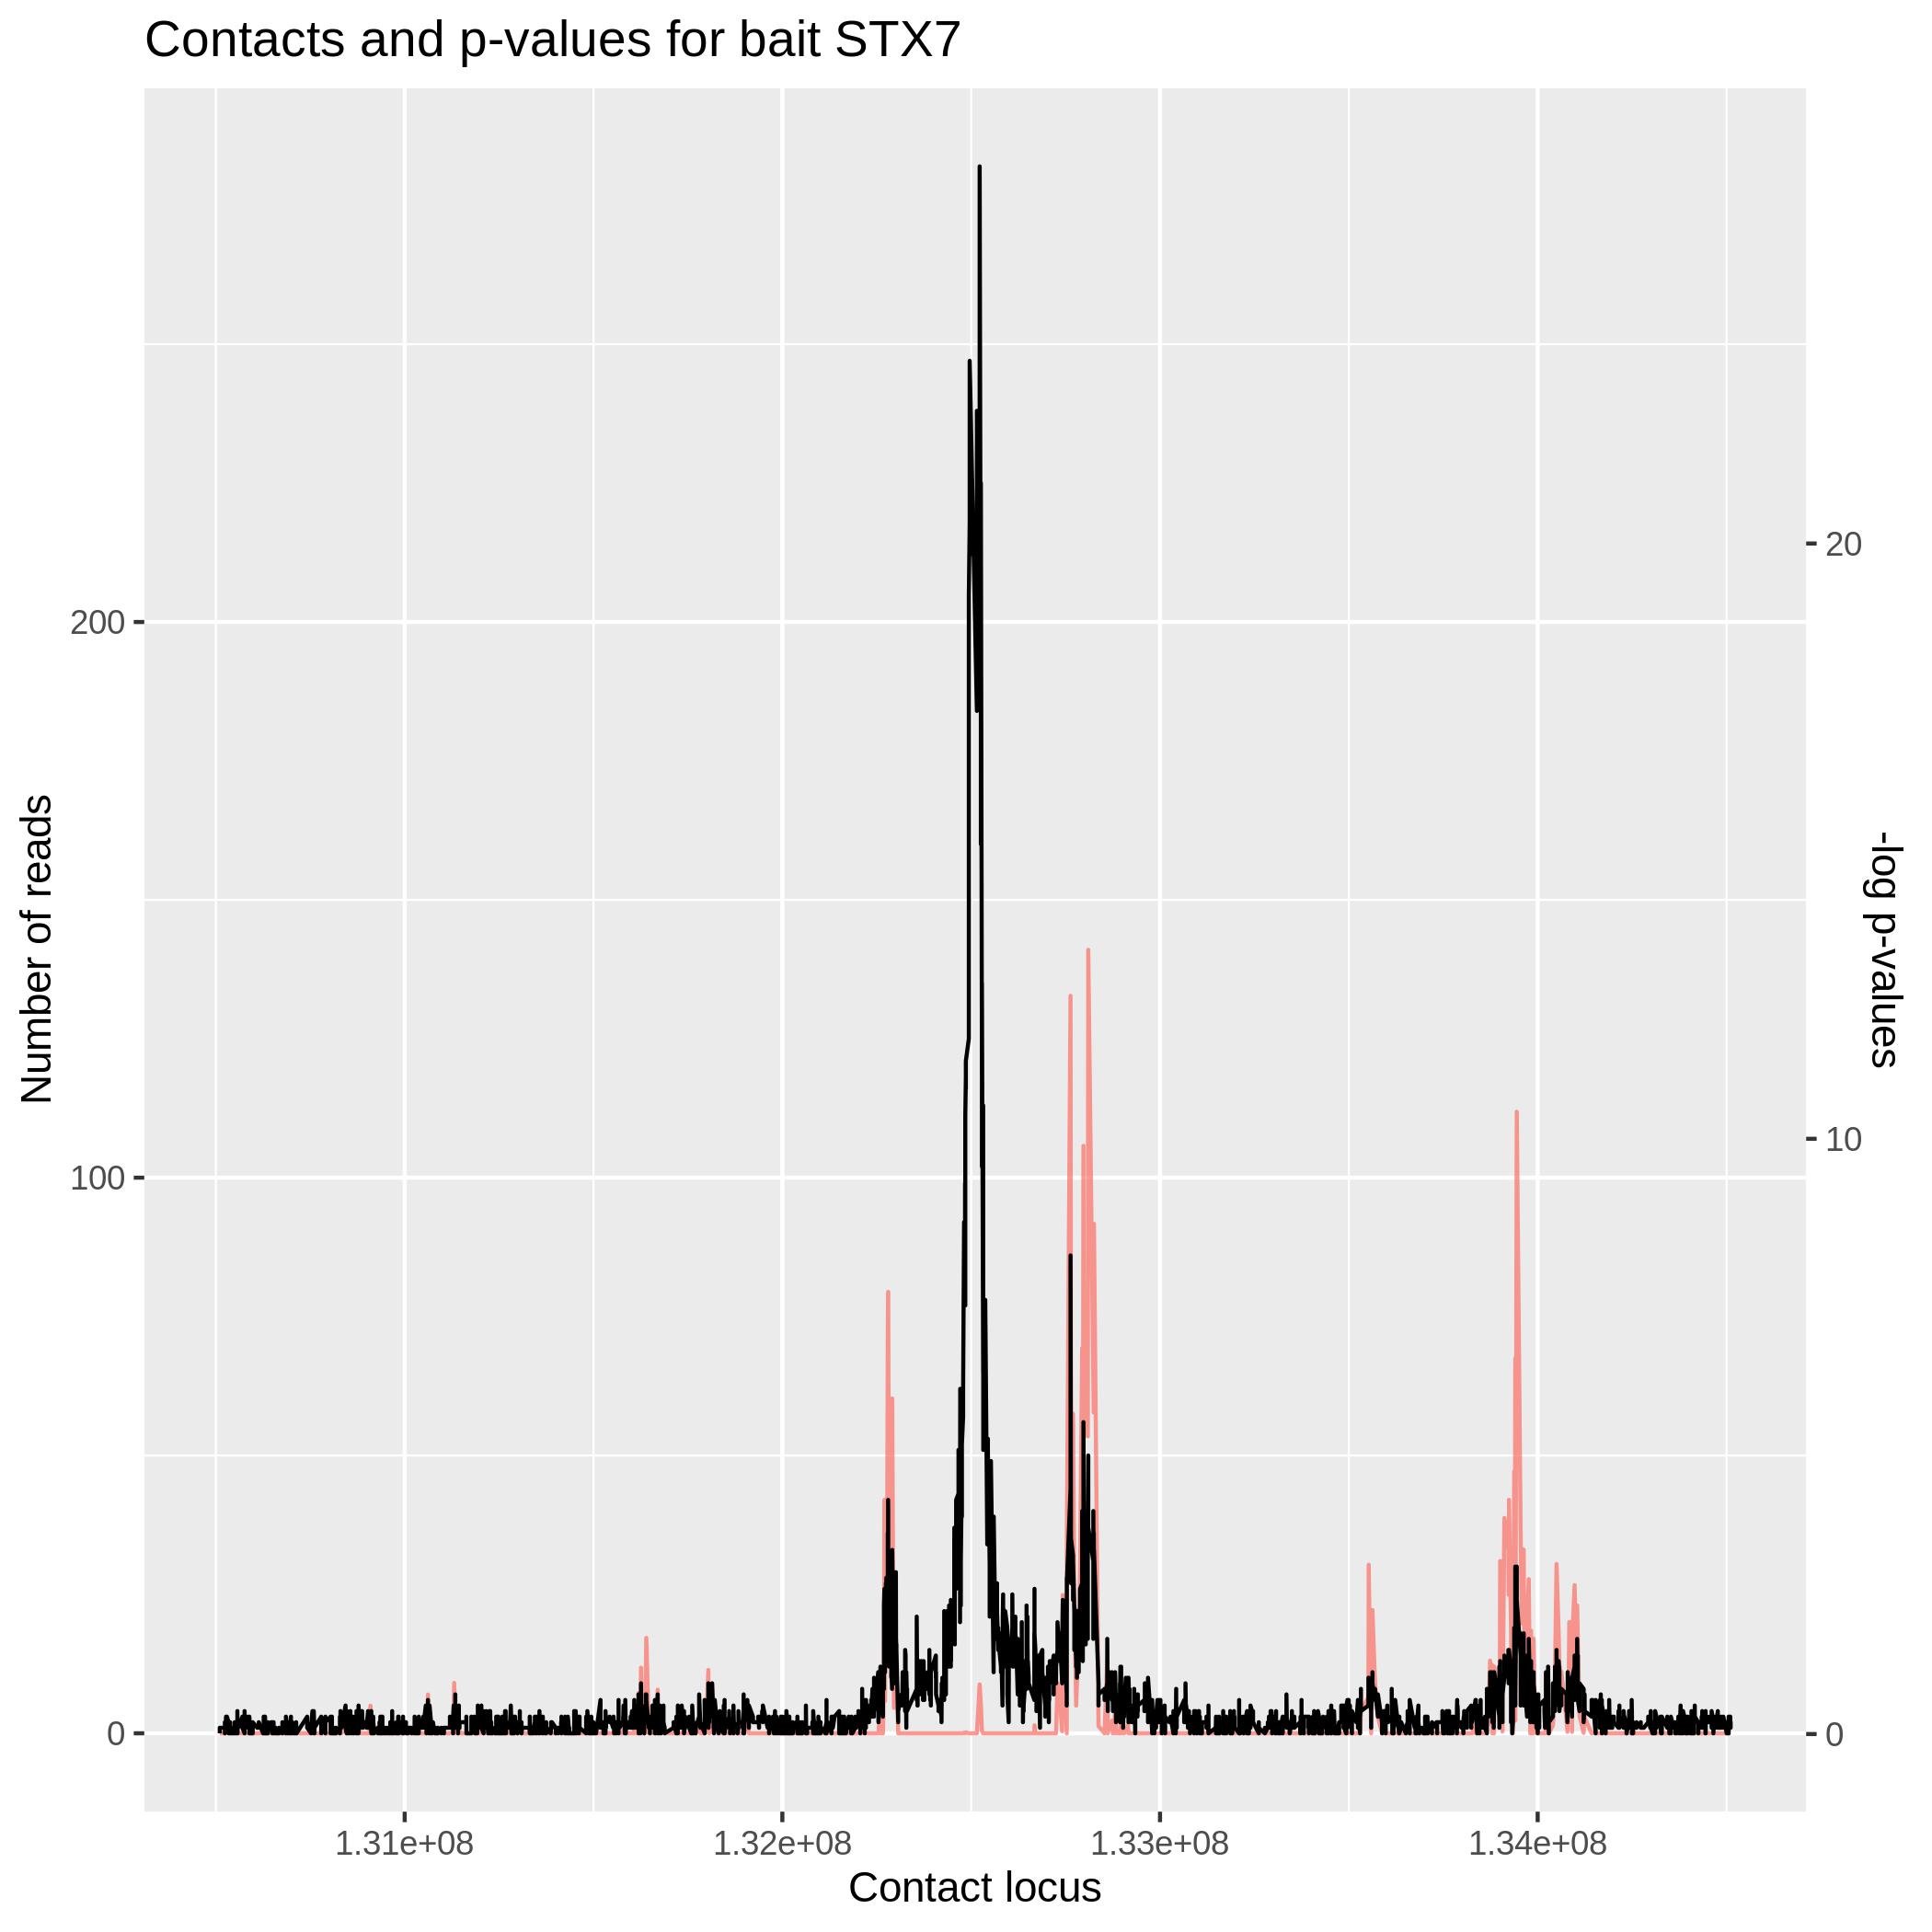 Contacts and p-values for bait STX7
Number of reads
200
100
0
20
10
0
-log p-values
1.31e+08
1.32e+08
1.33e+08
1.34e+08
Contact locus